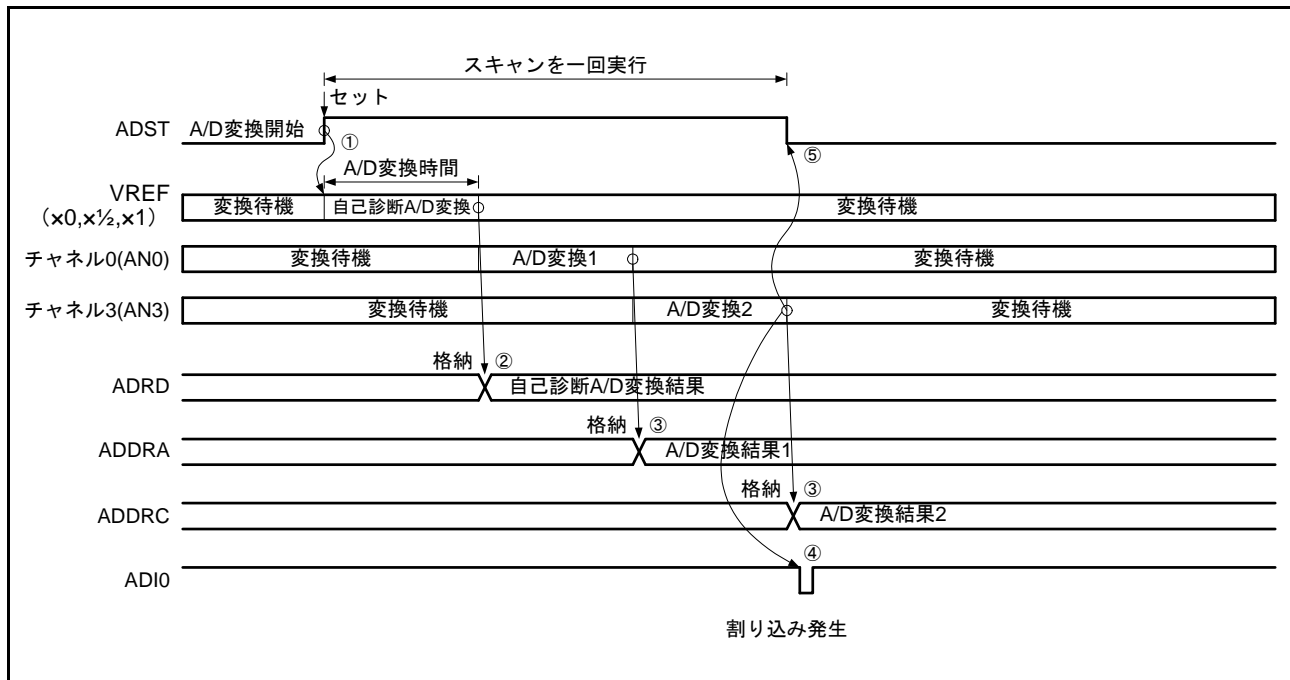 スキャンを一回実行
セット
ADST
A/D変換開始
①
⑤
A/D変換時間
VREF
(×0,×½,×1)
変換待機
自己診断A/D変換
変換待機
チャネル0(AN0)
変換待機
A/D変換1
変換待機
チャネル3(AN3)
変換待機
A/D変換2
変換待機
格納
②
ADRD
自己診断A/D変換結果
格納
③
ADDRA
A/D変換結果1
格納
③
ADDRC
A/D変換結果2
④
ADI0
割り込み発生